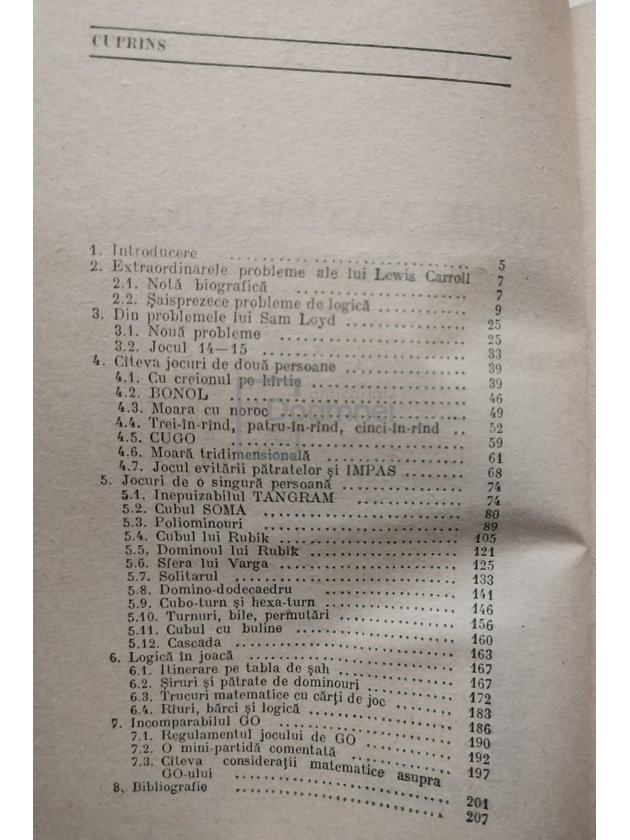 CUPRINS
1. Introducere .......... 5
2. Extraordinarele probleme ale lui Lewis Carroll 7
2.1. Notă biografică .......... 7
2.2. Șaisprezece probleme de logică .......... 9
3. Din problemele lui Sam Loyd .......... 25
3.1. Nouă probleme .......... 25
3.2. Jocul 14—15 .......... 33
4. Cîteva jocuri de două persoane .......... 39
4.1. Cu creionul pe hîrtie .......... 39
4.2. BONOL .......... 46
4.3. Moara cu noroc .......... 49
4.4. Trei-în-rînd, patru-în-rînd, cinci-în-rînd .. 52
4.5. CUGO .......... 59
4.6. Moară tridimensională .......... 61
4.7. Jocul evitării pătratelor și IMPAS .......... 68
5. Jocuri de o singură persoană .......... 74
5.1. Inepuizabilul TANGRAM .......... 74
5.2. Cubul SOMA .......... 80
5.3. Poliominouri .......... 89
5.4. Cubul lui Rubik .......... 105
5.5. Dominoul lui Rubik .......... 121
5.6. Sfera lui Varga .......... 125
5.7. Solitarul .......... 133
5.8. Domino-dodecaedru .......... 141
5.9. Cubo-turn și hexa-turn .......... 146
5.10. Turnuri, bile, permutări .......... 156
5.11. Cubul cu buline .......... 160
5.12. Cascada .......... 163
6. Logică în joacă .......... 167
6.1. Itinerare pe tabla de șah .......... 167
6.2. Șiruri și pătrate de dominouri .......... 172
6.3. Trucuri matematice cu cărți de joc .......... 183
6.4. Rîuri, bărci și logică .......... 186
7. Incomparabilul GO .......... 190
7.1. Regulamentul jocului de GO .......... 192
7.2. O mini-partidă comentată .......... 197
7.3. Cîteva considerații matematice asupra
GO-ului .......... 201
8. Bibliografie .......... 207
anticariat
Doamnei